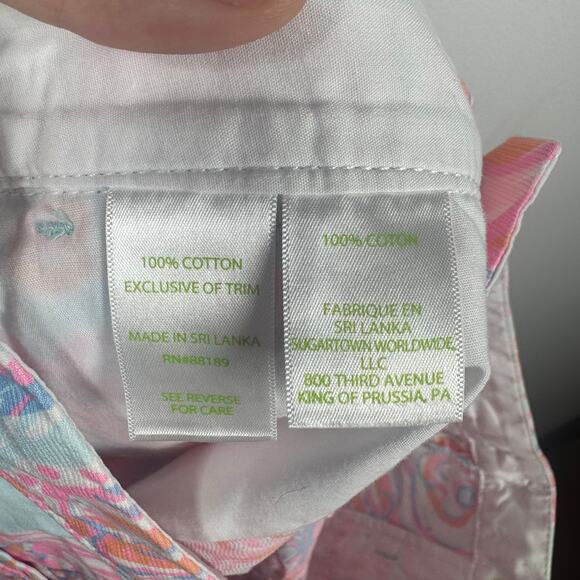 100% COTTON
EXCLUSIVE OF TRIM
MADE IN SRI LANKA
RN#88189
SEE REVERSE
FOR CARE
100% COTON
FABRIQUE EN
SRI LANKA
SUGARTOWN WORLDWIDE,
LLC
800 THIRD AVENUE
KING OF PRUSSIA, PA